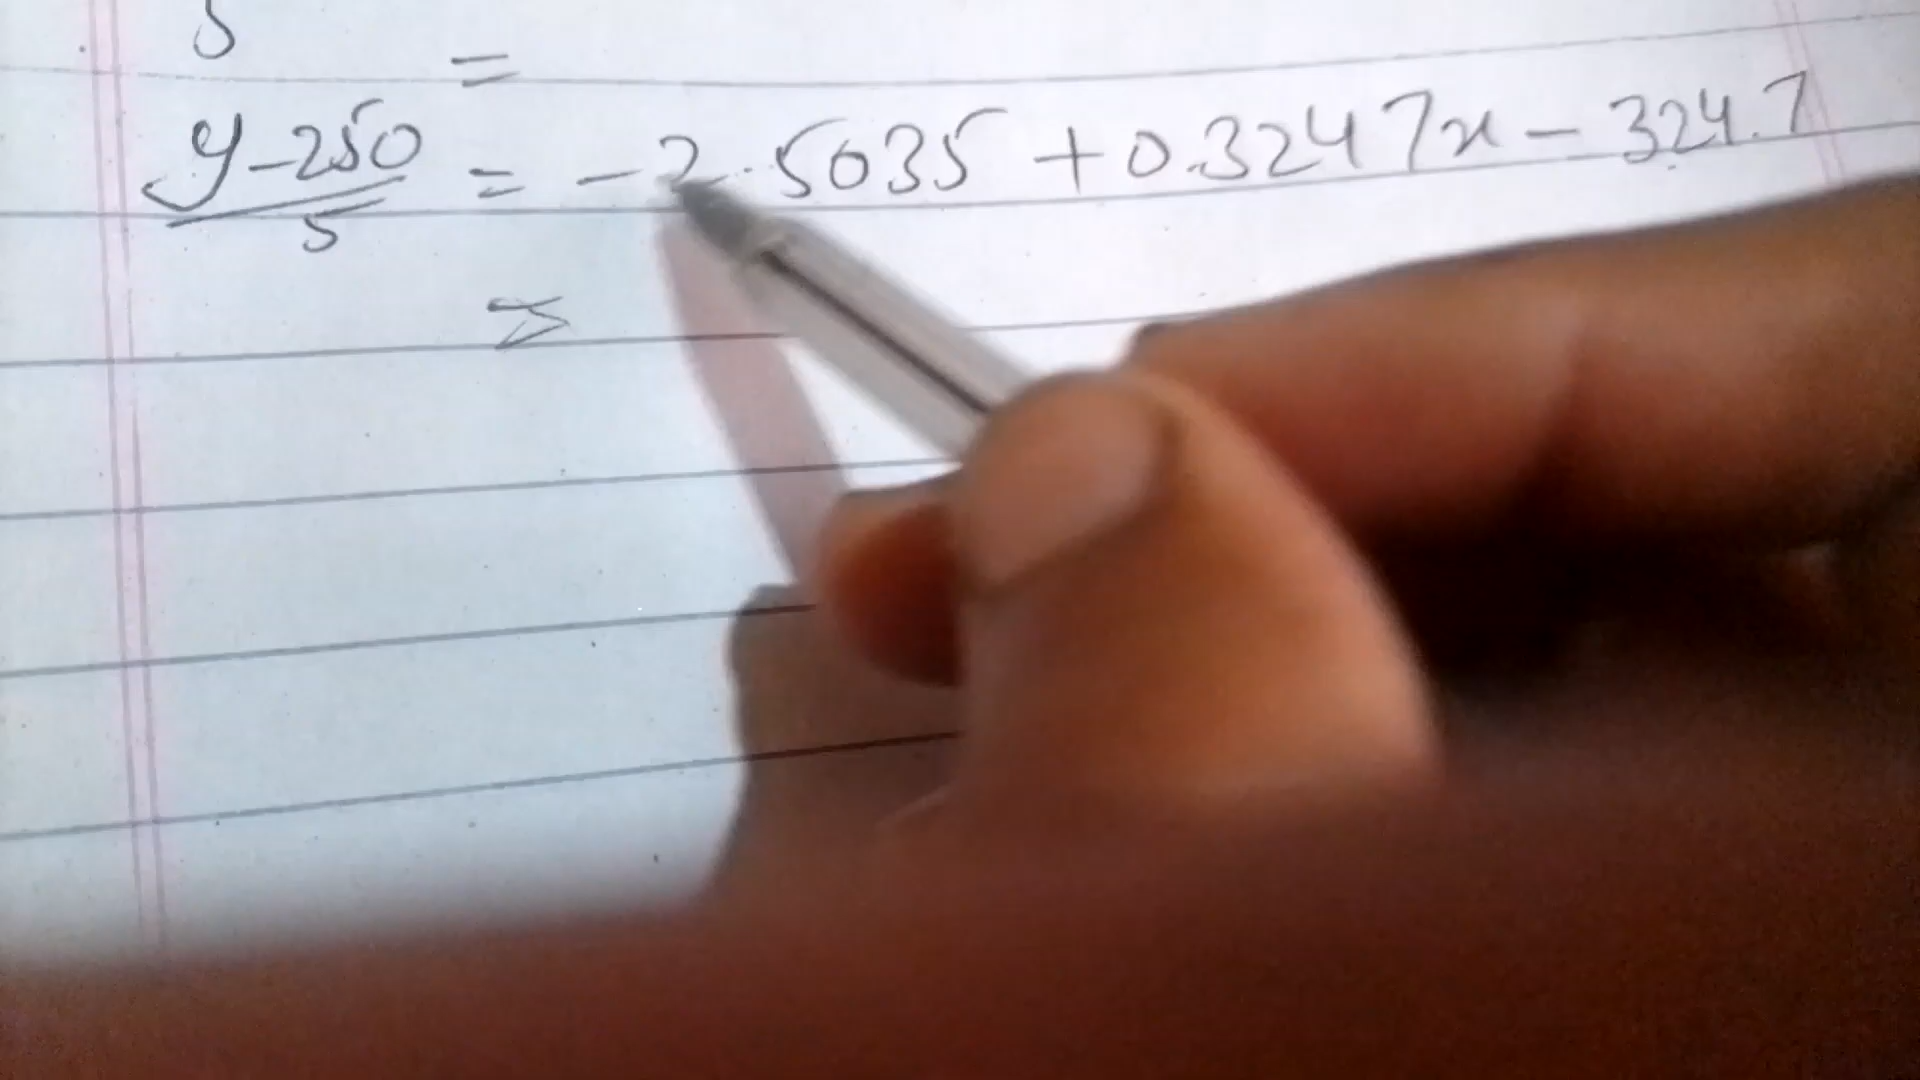 5
=
y-250
= -2.5035 + 0.3247x - 324.7
5
⇒